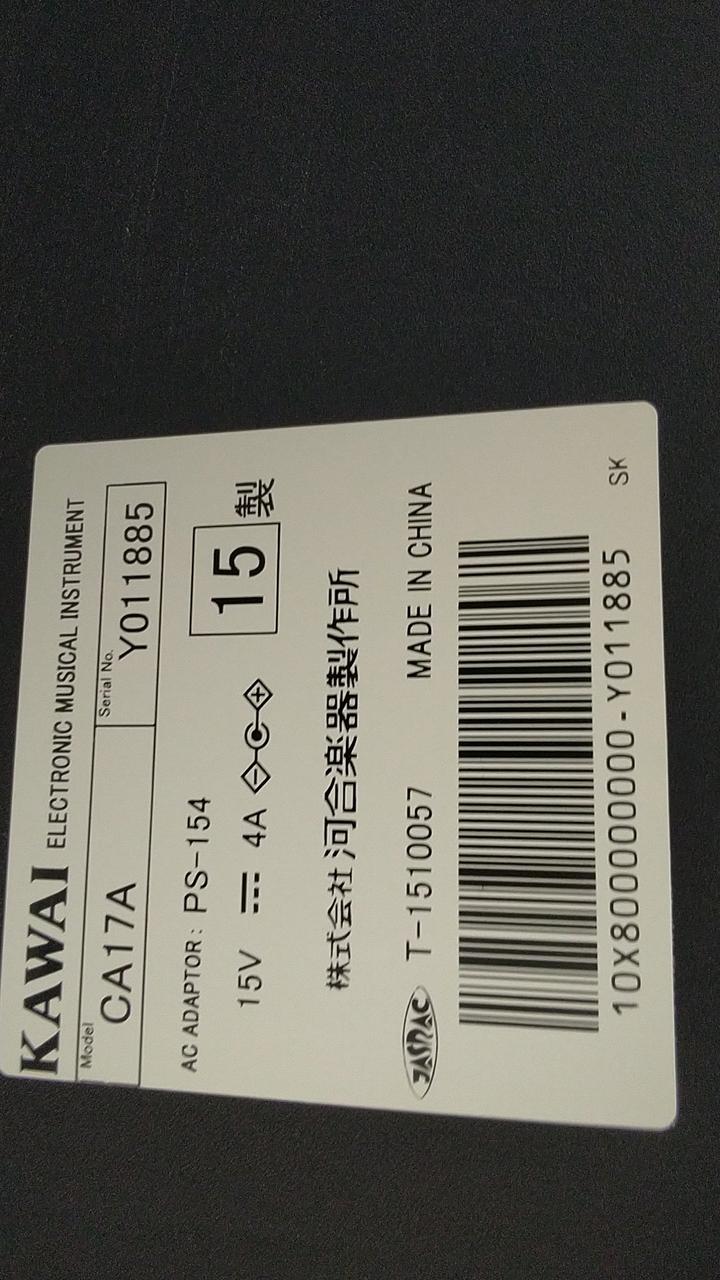 KAWAI ELECTRONIC MUSICAL INSTRUMENT
Model
CA17A
Serial No.
Y011885
AC ADAPTOR: PS-154
15V 4A
15 製
株式会社 河合楽器製作所
JASRAC T-1510057 MADE IN CHINA
10X800000000-Y011885 SK